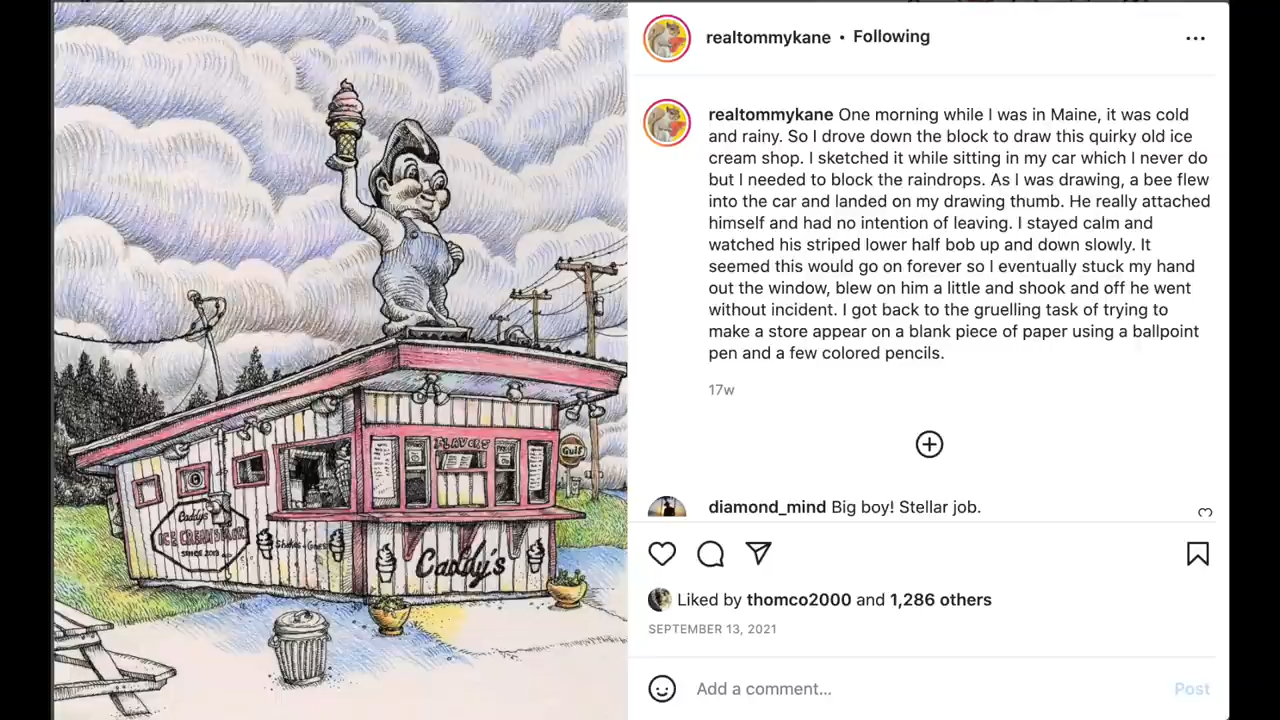 realtommykane • Following
realtommykane One morning while I was in Maine, it was cold
and rainy. So I drove down the block to draw this quirky old ice
cream shop. I sketched it while sitting in my car which I never do
but I needed to block the raindrops. As I was drawing, a bee flew
into the car and landed on my drawing thumb. He really attached
himself and had no intention of leaving. I stayed calm and
watched his striped lower half bob up and down slowly. It
seemed this would go on forever so I eventually stuck my hand
out the window, blew on him a little and shook and off he went
without incident. I got back to the gruelling task of trying to
make a store appear on a blank piece of paper using a ballpoint
pen and a few colored pencils.
17w
diamond_mind Big boy! Stellar job.
Liked by thomco2000 and 1,286 others
SEPTEMBER 13, 2021
Add a comment...
Post
FLAVORS
Gulf
Caddy's
ICE CREAM SHACK
SINCE 2013
Shakes
Caddy's